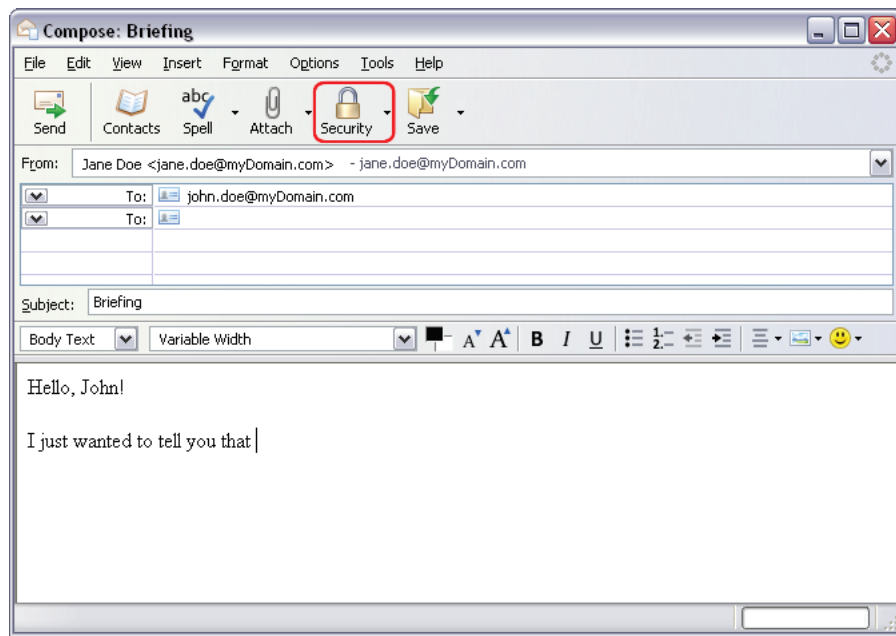 Compose: Briefing
File Edit View Insert Format Options Tools Help
abc
Send Contacts Spell Attach Security Save
From: Jane Doe <jane.doe@myDomain.com> - jane.doe@myDomain.com
To: john.doe@myDomain.com
To:
Subject: Briefing
Body Text Variable Width A A B I U
Hello, John!
I just wanted to tell you that